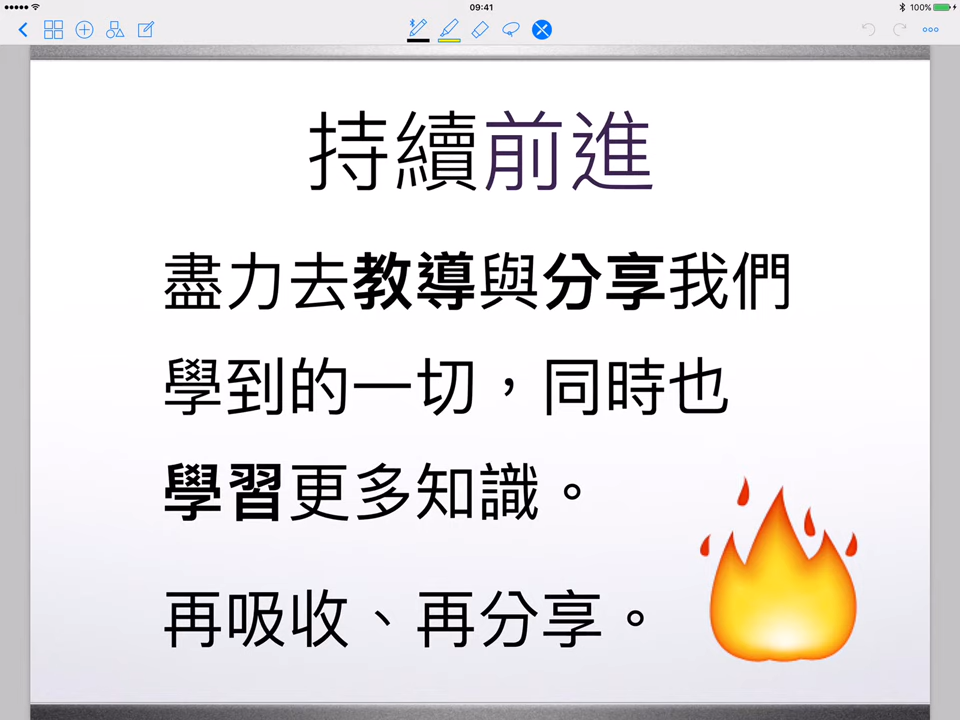 09:41
100%
持續前進
盡力去教導與分享我們
學到的一切，同時也
學習更多知識。
再吸收、再分享。